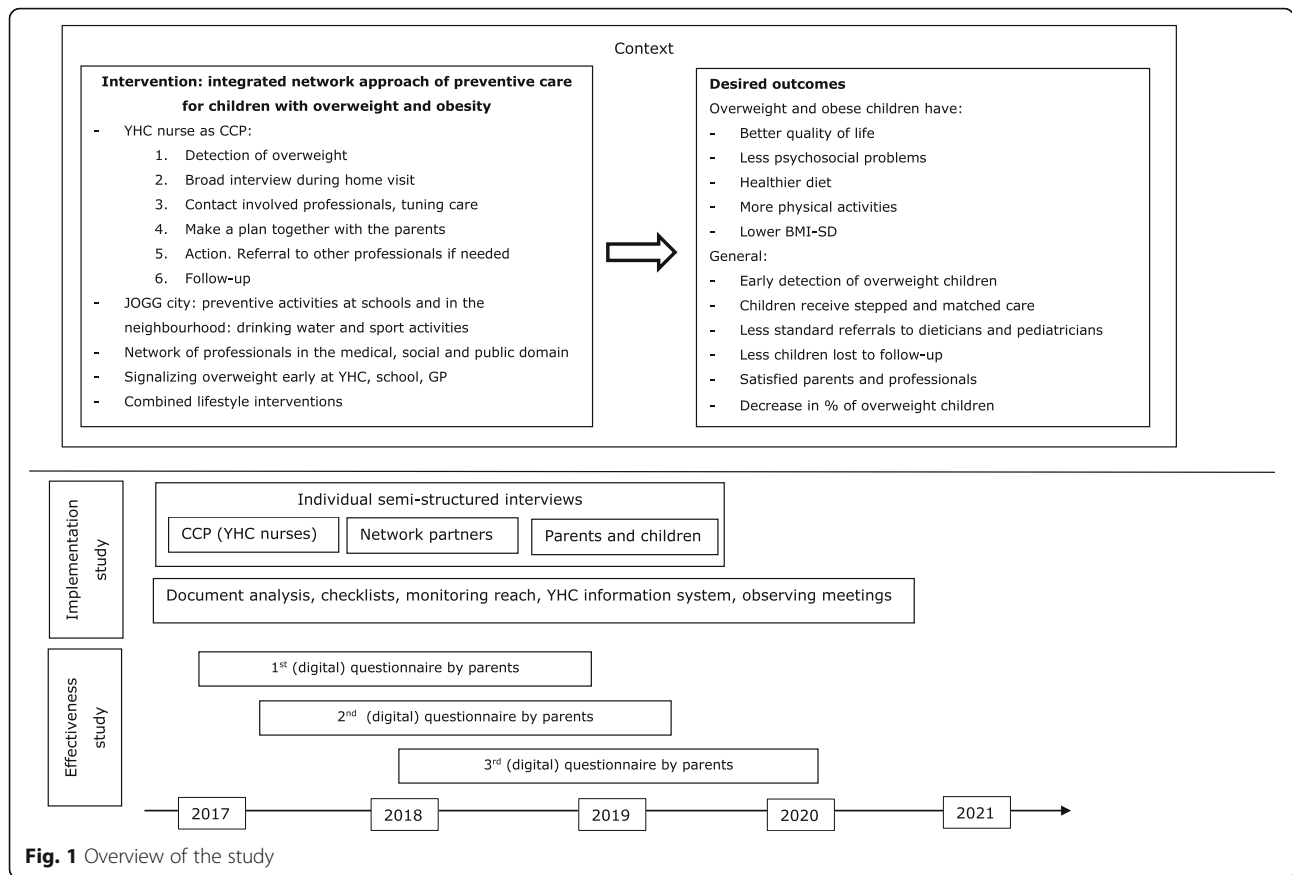 Context
Intervention: integrated network approach of preventive care
for children with overweight and obesity
- YHC nurse as CCP:
1. Detection of overweight
2. Broad interview during home visit
3. Contact involved professionals, tuning care
4. Make a plan together with the parents
5. Action. Referral to other professionals if needed
6. Follow-up
- JOGG city: preventive activities at schools and in the
neighbourhood: drinking water and sport activities
- Network of professionals in the medical, social and public domain
- Signalizing overweight early at YHC, school, GP
- Combined lifestyle interventions
Desired outcomes
Overweight and obese children have:
- Better quality of life
- Less psychosocial problems
- Healthier diet
- More physical activities
- Lower BMI-SD
General:
- Early detection of overweight children
- Children receive stepped and matched care
- Less standard referrals to dieticians and pediatricians
- Less children lost to follow-up
- Satisfied parents and professionals
- Decrease in % of overweight children
Implementation
study
Individual semi-structured interviews
CCP (YHC nurses)
Network partners
Parents and children
Document analysis, checklists, monitoring reach, YHC information system, observing meetings
Effectiveness
study
1st (digital) questionnaire by parents
2nd (digital) questionnaire by parents
3rd (digital) questionnaire by parents
2017
2018
2019
2020
2021
Fig. 1 Overview of the study